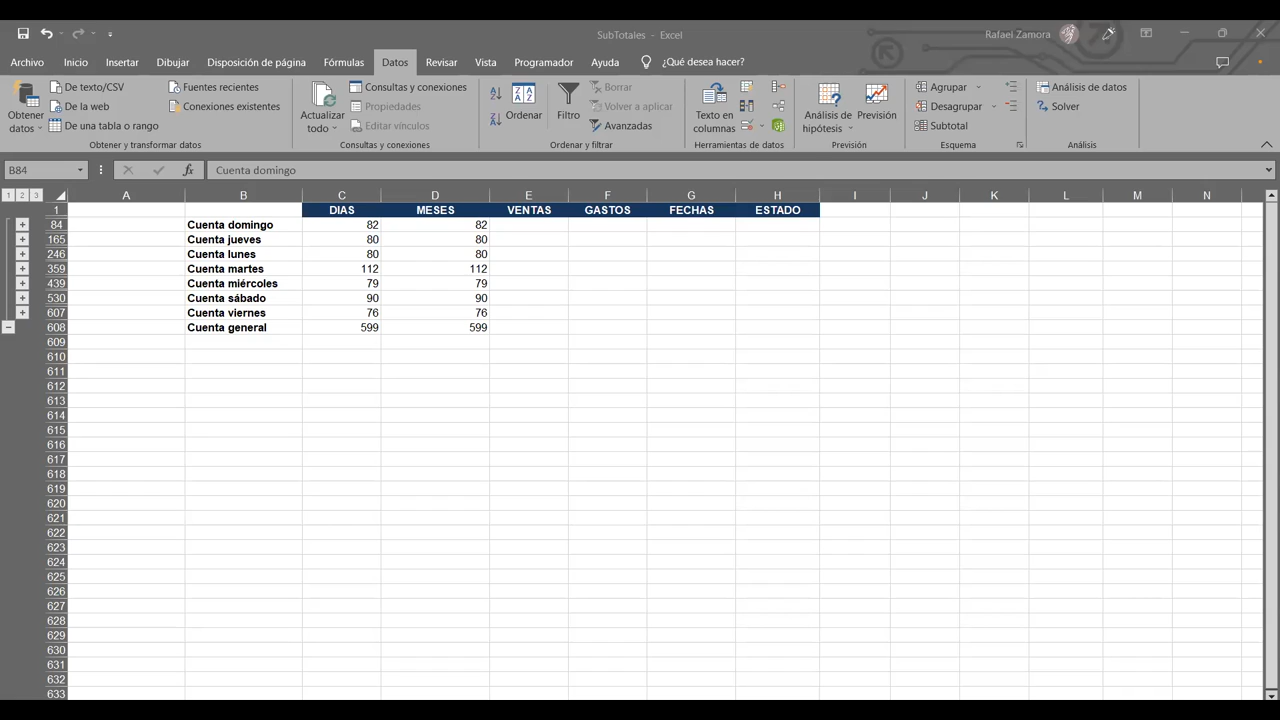 SubTotales - Excel
Rafael Zamora
Archivo Inicio Insertar Dibujar Disposición de página Fórmulas Datos Revisar Vista Programador Ayuda ¿Qué desea hacer?
Obtener datos
De texto/CSV
De la web
De una tabla o rango
Fuentes recientes
Conexiones existentes
Obtener y transformar datos
Actualizar todo
Consultas y conexiones
Propiedades
Editar vínculos
Consultas y conexiones
Ordenar
Filtro
Borrar
Volver a aplicar
Avanzadas
Ordenar y filtrar
Texto en columnas
Herramientas de datos
Análisis de hipótesis
Previsión
Previsión
Agrupar
Desagrupar
Subtotal
Esquema
Análisis de datos
Solver
Análisis
B84 fx Cuenta domingo
1 2 3 A B C D E F G H I J K L M N
1 DIAS MESES VENTAS GASTOS FECHAS ESTADO
84 Cuenta domingo 82 82
165 Cuenta jueves 80 80
246 Cuenta lunes 80 80
359 Cuenta martes 112 112
439 Cuenta miércoles 79 79
530 Cuenta sábado 90 90
607 Cuenta viernes 76 76
608 Cuenta general 599 599
609
610
611
612
613
614
615
616
617
618
619
620
621
622
623
624
625
626
627
628
629
630
631
632
633